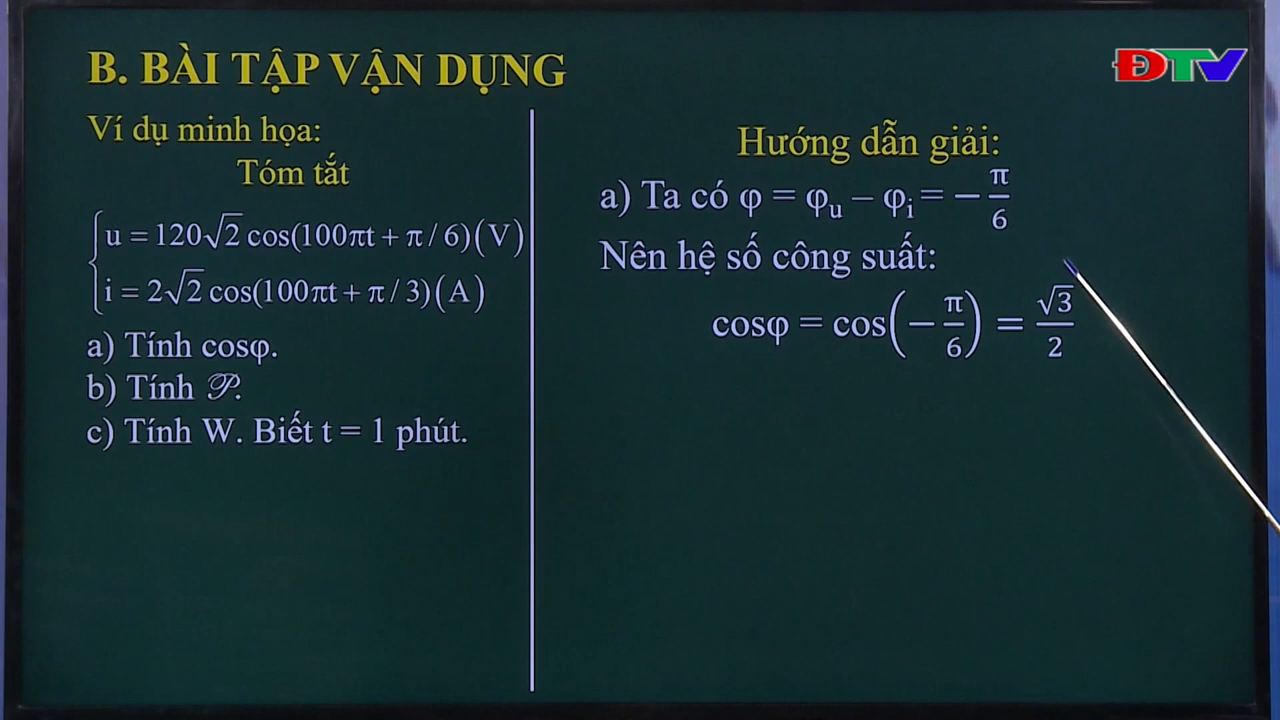 B. BÀI TẬP VẬN DỤNG
ĐTV
Ví dụ minh họa:
Tóm tắt
u = 120√2 cos(100πt + π / 6)(V)
i = 2√2 cos(100πt + π / 3)(A)
a) Tính cosφ.
b) Tính 𝒫.
c) Tính W. Biết t = 1 phút.
Hướng dẫn giải:
a) Ta có φ = φᵤ – φᵢ = −π/6
Nên hệ số công suất:
cosφ = cos(−π/6) = √3/2